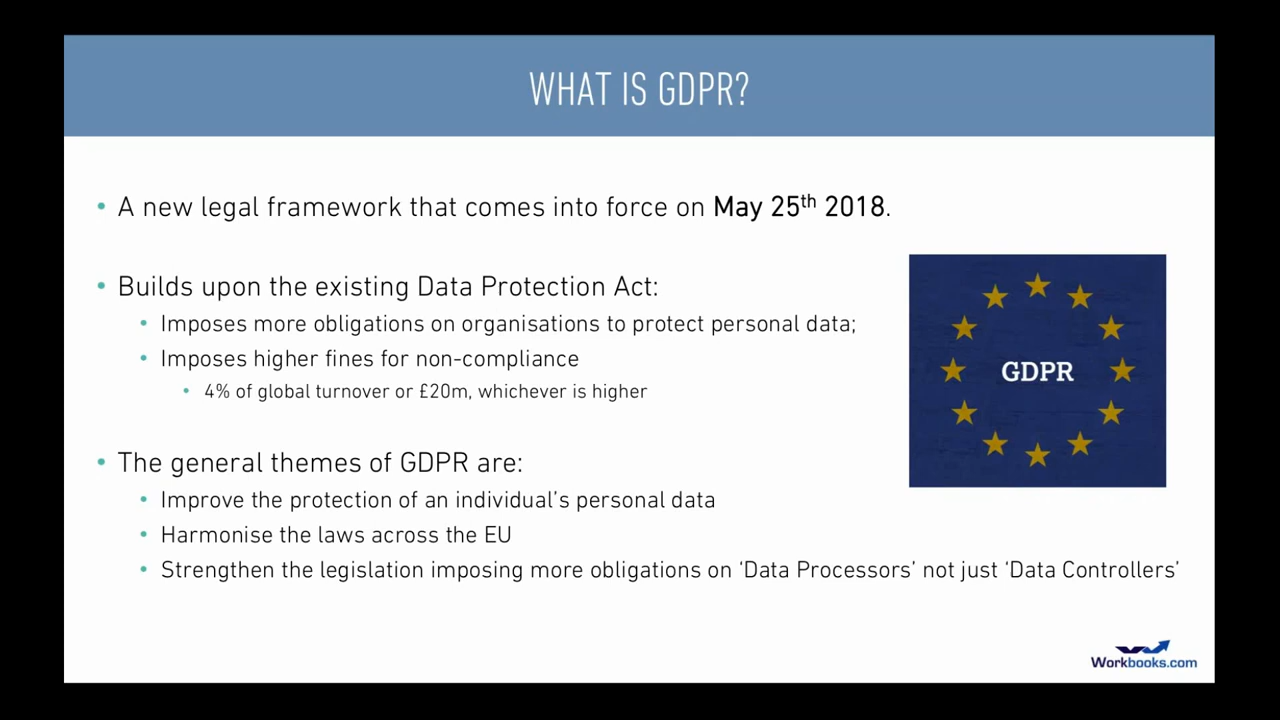 WHAT IS GDPR?
• A new legal framework that comes into force on May 25th 2018.
• Builds upon the existing Data Protection Act:
• Imposes more obligations on organisations to protect personal data;
• Imposes higher fines for non-compliance
• 4% of global turnover or £20m, whichever is higher
GDPR
• The general themes of GDPR are:
• Improve the protection of an individual's personal data
• Harmonise the laws across the EU
• Strengthen the legislation imposing more obligations on ‘Data Processors’ not just ‘Data Controllers’
Workbooks.com